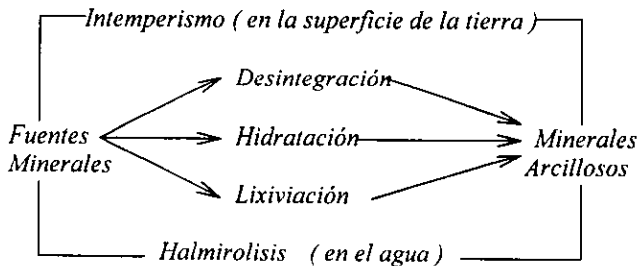 Intemperismo ( en la superficie de la tierra )
Desintegración
Fuentes
Minerales
Hidratación
Minerales
Arcillosos
Lixiviación
Halmirolisis ( en el agua )